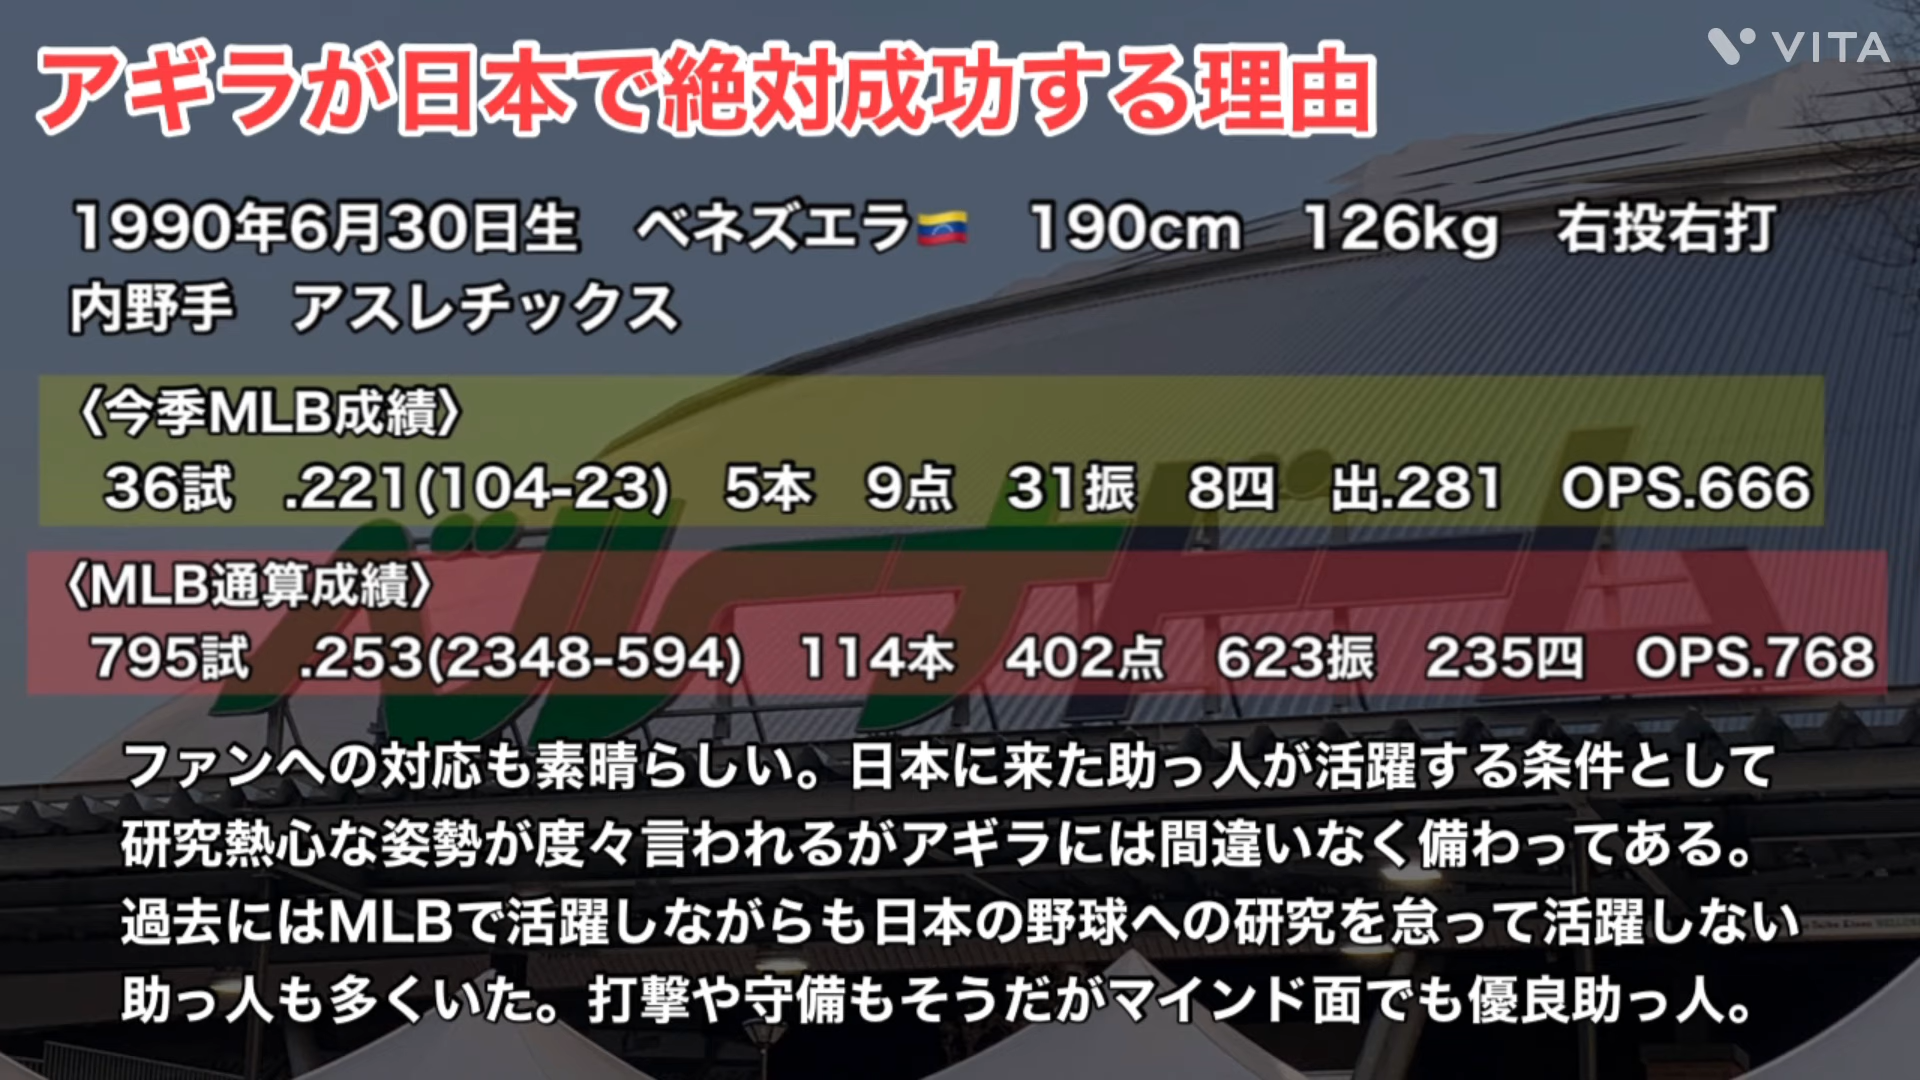 VITA
アギラが日本で絶対成功する理由
1990年6月30日生　ベネズエラ🇻🇪　190cm　126kg　右投右打
内野手　アスレチックス
〈今季MLB成績〉
36試　.221(104-23)　5本　9点　31振　8四　出.281　OPS.666
〈MLB通算成績〉
795試　.253(2348-594)　114本　402点　623振　235四　OPS.768
ベルーナドーム
ファンへの対応も素晴らしい。日本に来た助っ人が活躍する条件として
研究熱心な姿勢が度々言われるがアギラには間違いなく備わってある。
過去にはMLBで活躍しながらも日本の野球への研究を怠って活躍しない
助っ人も多くいた。打撃や守備もそうだがマインド面でも優良助っ人。